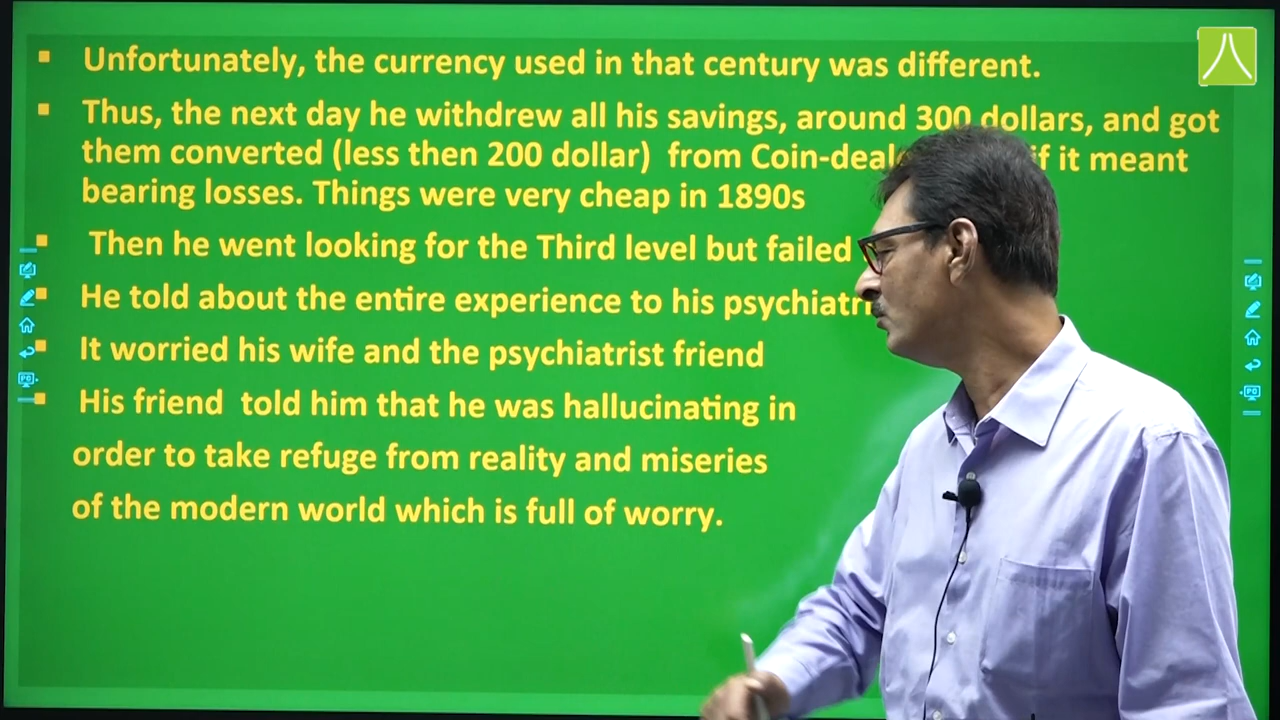 Unfortunately, the currency used in that century was different.
Thus, the next day he withdrew all his savings, around 300 dollars, and got
them converted (less then 200 dollar) from Coin-deale if it meant
bearing losses. Things were very cheap in 1890s
Then he went looking for the Third level but failed
He told about the entire experience to his psychiatr
It worried his wife and the psychiatrist friend
His friend told him that he was hallucinating in
order to take refuge from reality and miseries
of the modern world which is full of worry.